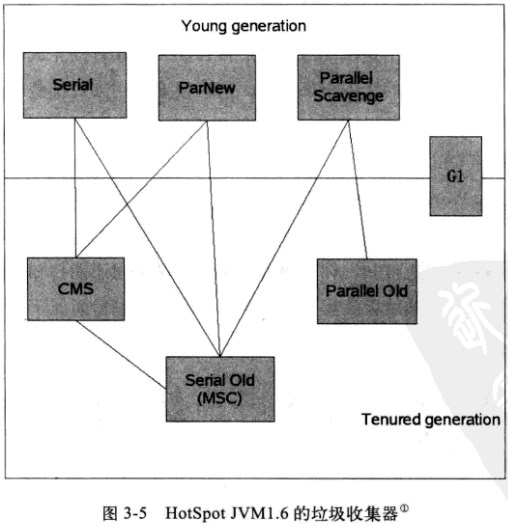 Young generation
Serial
ParNew
Parallel
Scavenge
G1
CMS
Parallel Old
Serial Old
(MSC)
Tenured generation
图 3-5 HotSpot JVM1.6 的垃圾收集器①